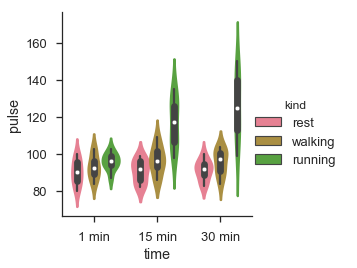 160
140
120
100
80
pulse
1 min
15 min
30 min
time
kind
rest
walking
running